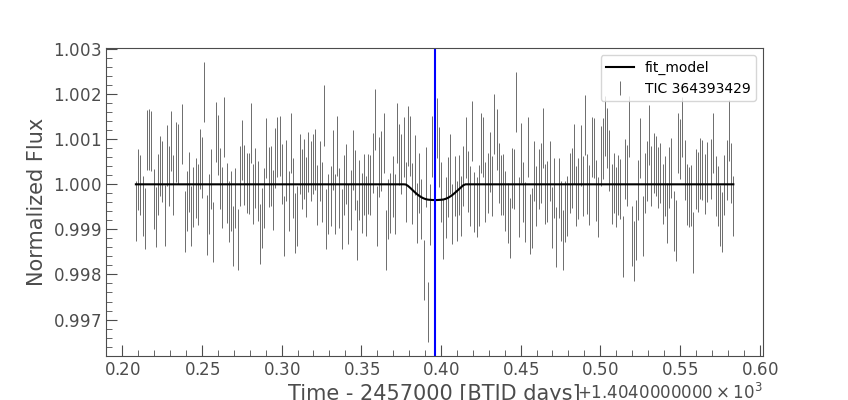 1.003
1.002
1.001
1.000
0.999
0.998
0.997
Normalized Flux
fit_model
TIC 364393429
0.20 0.25 0.30 0.35 0.40 0.45 0.50 0.55 0.60
Time - 2457000 [BTJD days]
+1.4040000000 × 10³